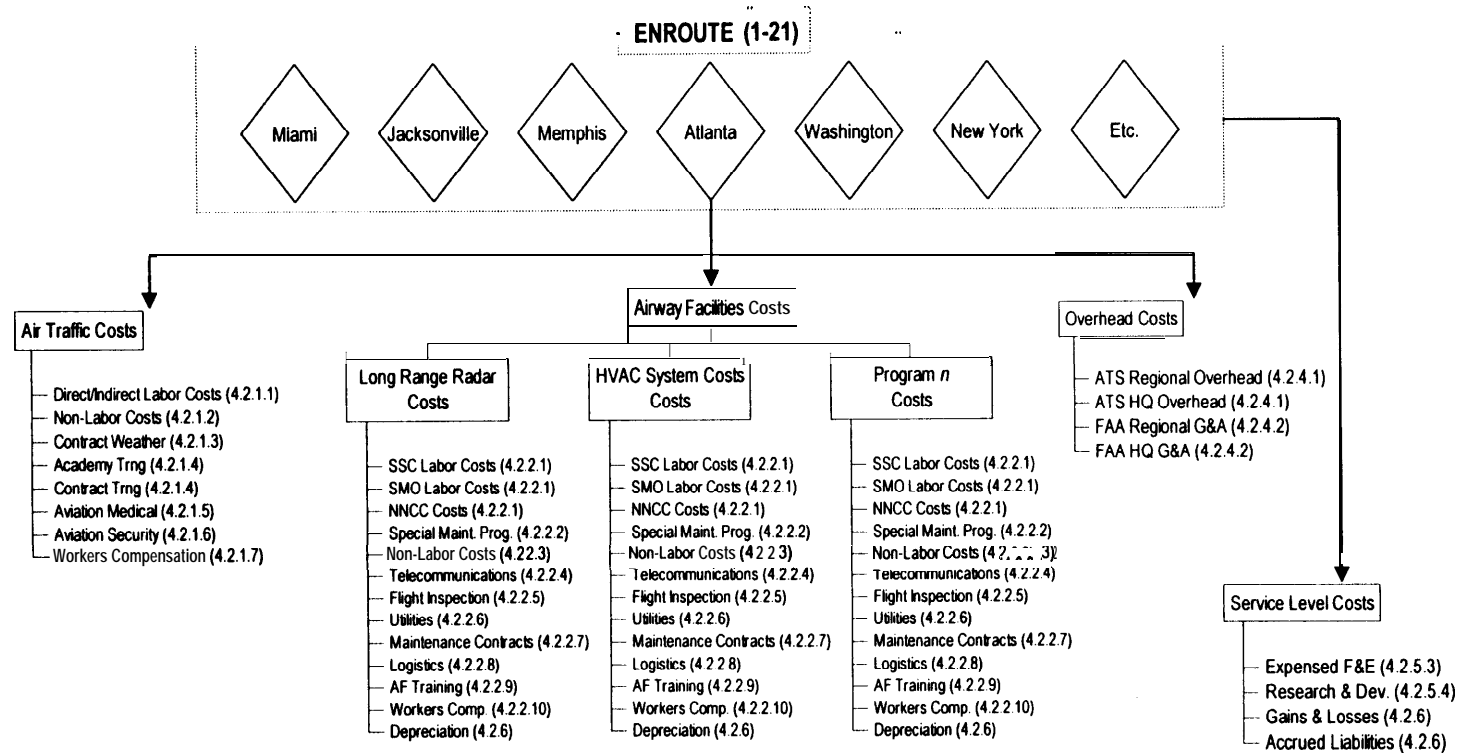 ENROUTE (1-21)
Miami
Jacksonville
Memphis
Atlanta
Washington
New York
Etc.
Air Traffic Costs
Direct/Indirect Labor Costs (4.2.1.1)
Non-Labor Costs (4.2.1.2)
Contract Weather (4.2.1.3)
Academy Trng (4.2.1.4)
Contract Trng (4.2.1.4)
Aviation Medical (4.2.1.5)
Aviation Security (4.2.1.6)
Workers Compensation (4.2.1.7)
Airway Facilities Costs
Long Range Radar
Costs
SSC Labor Costs (4.2.2.1)
SMO Labor Costs (4.2.2.1)
NNCC Costs (4.2.2.1)
Special Maint. Prog. (4.2.2.2)
Non-Labor Costs (4.22.3)
Telecommunications (4.2.2.4)
Flight Inspection (4.2.2.5)
Utilities (4.2.2.6)
Maintenance Contracts (4.2.2.7)
Logistics (4.2.2.8)
AF Training (4.2.2.9)
Workers Comp. (4.2.2.10)
Depreciation (4.2.6)
HVAC System Costs
Costs
SSC Labor Costs (4.2.2.1)
SMO Labor Costs (4.2.2.1)
NNCC Costs (4.2.2.1)
Special Maint. Prog. (4.2.2.2)
Non-Labor Costs (4 2 2 3)
Telecommunications (4.2.2.4)
Flight Inspection (4.2.2.5)
Utilities (4.2.2.6)
Maintenance Contracts (4.2.2.7)
Logistics (4.2.2 8)
AF Training (4.2.2.9)
Workers Comp. (4.2.2.10)
Depreciation (4.2.6)
Program n
Costs
SSC Labor Costs (4.2.2.1)
SMO Labor Costs (4.2.2.1)
NNCC Costs (4.2.2.1)
Special Maint. Prog. (4.2.2.2)
Non-Labor Costs
Telecommunications (4.2.2.4)
Flight Inspection (4.2.2.5)
Utilities (4.2.2.6)
Maintenance Contracts (4.2.2.7)
Logistics (4.2.2.8)
AF Training (4.2.2.9)
Workers Comp. (4.2.2.10)
Depreciation (4.2.6)
Overhead Costs
ATS Regional Overhead (4.2.4.1)
ATS HQ Overhead (4.2.4.1)
FAA Regional G&A (4.2.4.2)
FAA HQ G&A (4.2.4.2)
Service Level Costs
Expensed F&E (4.2.5.3)
Research & Dev. (4.2.5.4)
Gains & Losses (4.2.6)
Accrued Liabilities (4.2.6)